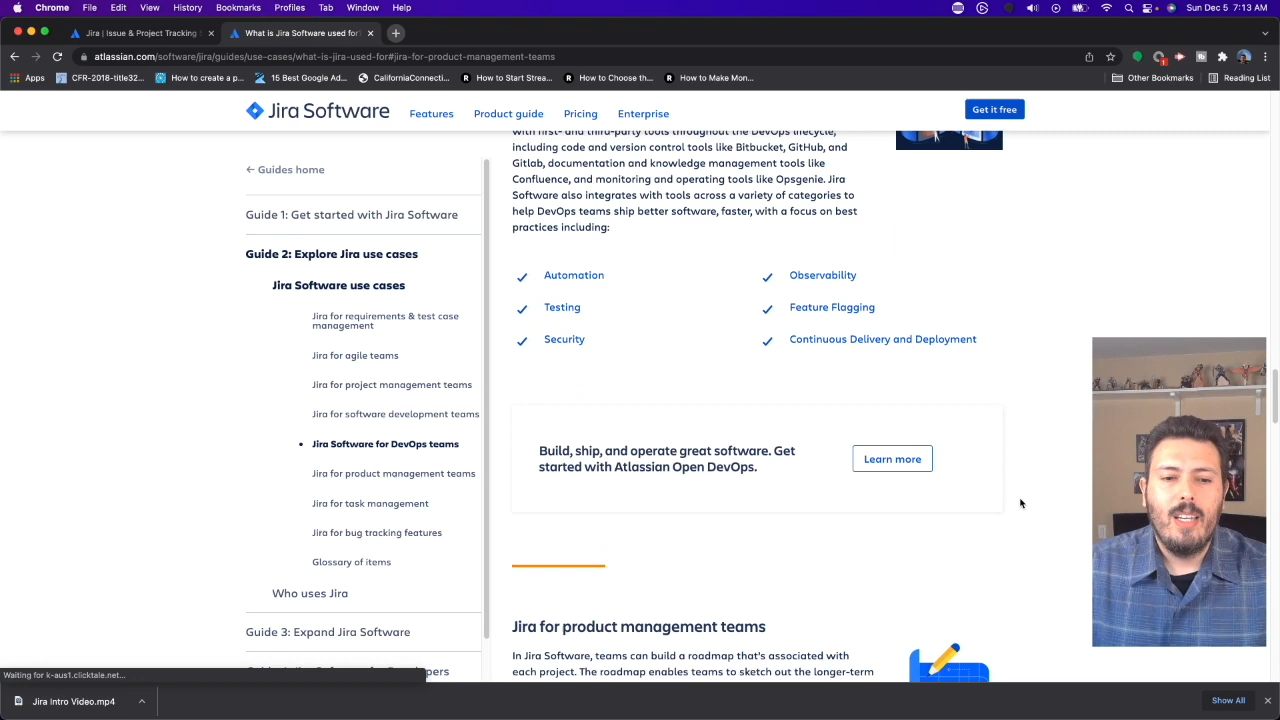 Chrome File Edit View History Bookmarks Profiles Tab Window Help Sun Dec 5 7:13 AM
Jira | Issue & Project Tracking What is Jira Software used for
atlassian.com/software/jira/guides/use-cases/what-is-jira-used-for#jira-for-product-management-teams
Apps CFR-2018-title32... How to create a p... 15 Best Google Ad... CaliforniaConnecti... How to Start Strea... How to Choose th... How to Make Mon... Other Bookmarks Reading List
Jira Software Features Product guide Pricing Enterprise Get it free
with first- and third-party tools throughout the DevOps lifecycle,
including code and version control tools like Bitbucket, GitHub, and
Gitlab, documentation and knowledge management tools like
Confluence, and monitoring and operating tools like Opsgenie. Jira
Software also integrates with tools across a variety of categories to
help DevOps teams ship better software, faster, with a focus on best
practices including:
Automation Observability
Testing Feature Flagging
Security Continuous Delivery and Deployment
Build, ship, and operate great software. Get
started with Atlassian Open DevOps.
Learn more
Jira for product management teams
In Jira Software, teams can build a roadmap that's associated with
each project. The roadmap enables teams to sketch out the longer-term
← Guides home
Guide 1: Get started with Jira Software
Guide 2: Explore Jira use cases
Jira Software use cases
Jira for requirements & test case
management
Jira for agile teams
Jira for project management teams
Jira for software development teams
Jira Software for DevOps teams
Jira for product management teams
Jira for task management
Jira for bug tracking features
Glossary of items
Who uses Jira
Guide 3: Expand Jira Software
Waiting for k-aus1.clicktale.net...
Jira Intro Video.mp4 Show All